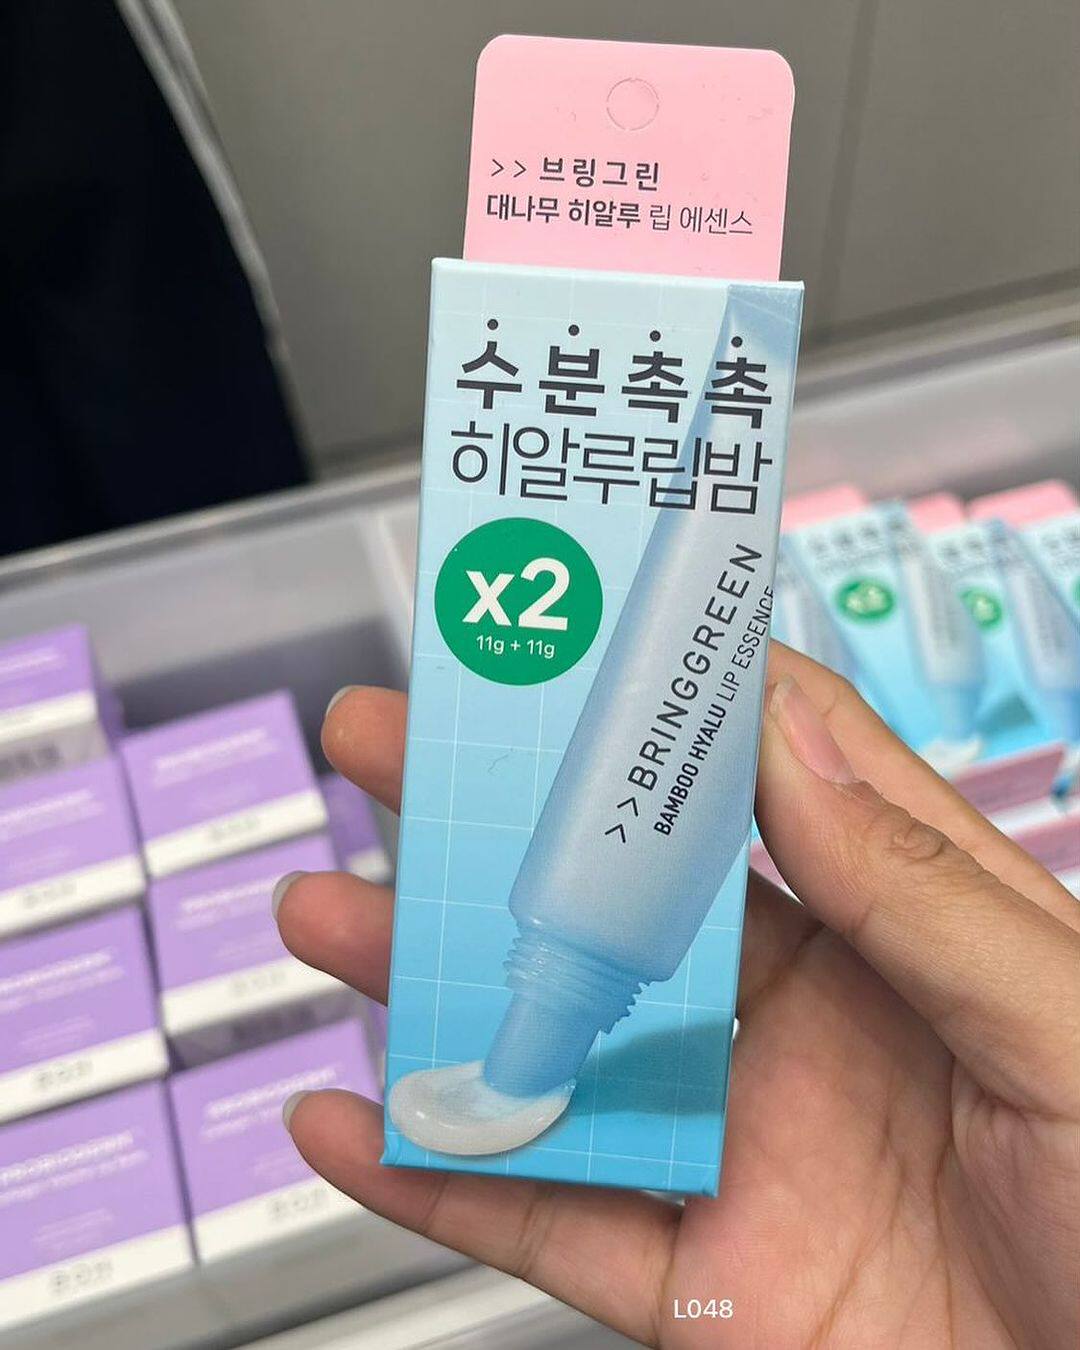 >> 브링그린
대나무 히알루 립 에센스
수분촉촉
히알루립밤
x2
11g + 11g
>> BRINGGREEN
BAMBOO HYALU LIP ESSENCE
L048